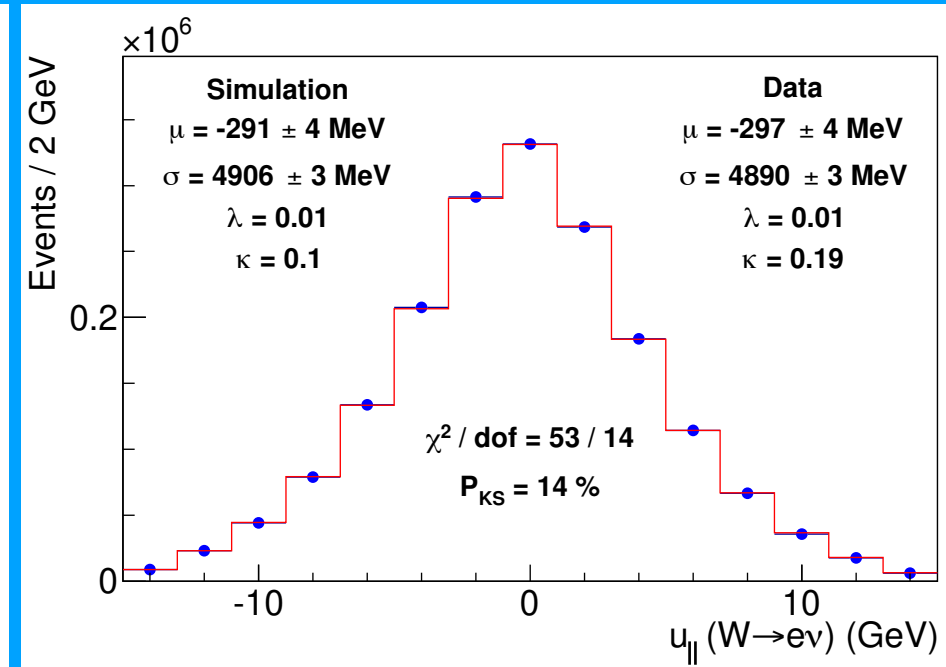 ×10⁶
Events / 2 GeV
Simulation
μ = -291 ± 4 MeV
σ = 4906 ± 3 MeV
λ = 0.01
κ = 0.1
Data
μ = -297 ± 4 MeV
σ = 4890 ± 3 MeV
λ = 0.01
κ = 0.19
χ² / dof = 53 / 14
P_KS = 14 %
0.2
0
-10 0 10
u_|| (W→eν) (GeV)